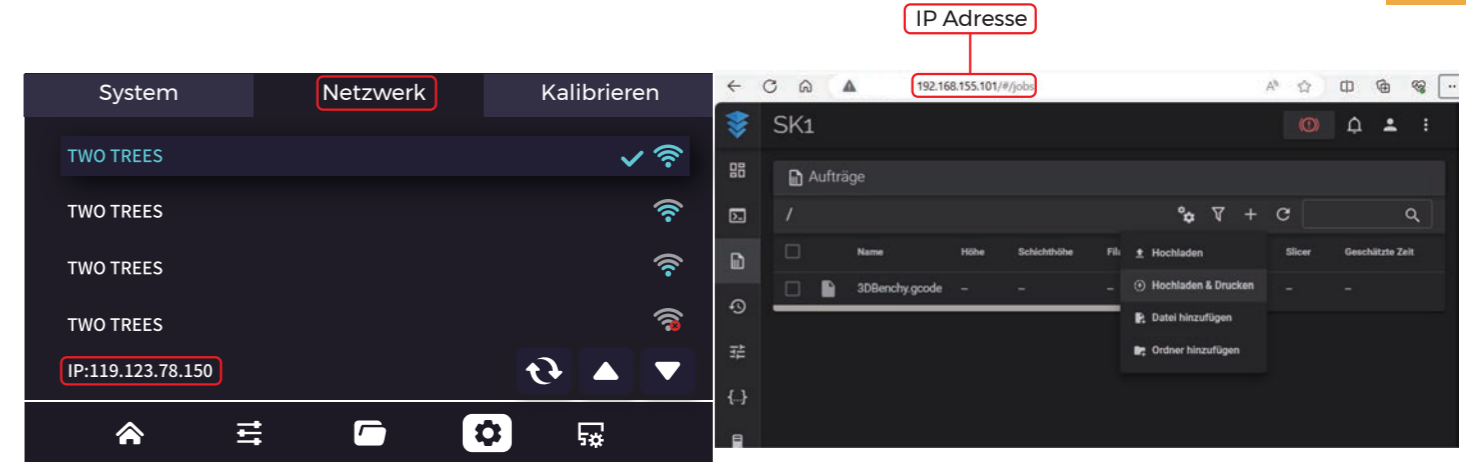 IP Adresse
System Netzwerk Kalibrieren
TWO TREES
TWO TREES
TWO TREES
TWO TREES
IP:119.123.78.150
192.168.155.101/#/jobs
SK1
Aufträge
/
Name Höhe Schichthöhe Slicer Geschätzte Zeit
3DBenchy.gcode – – – – –
Hochladen
Hochladen & Drucken
Datei hinzufügen
Ordner hinzufügen